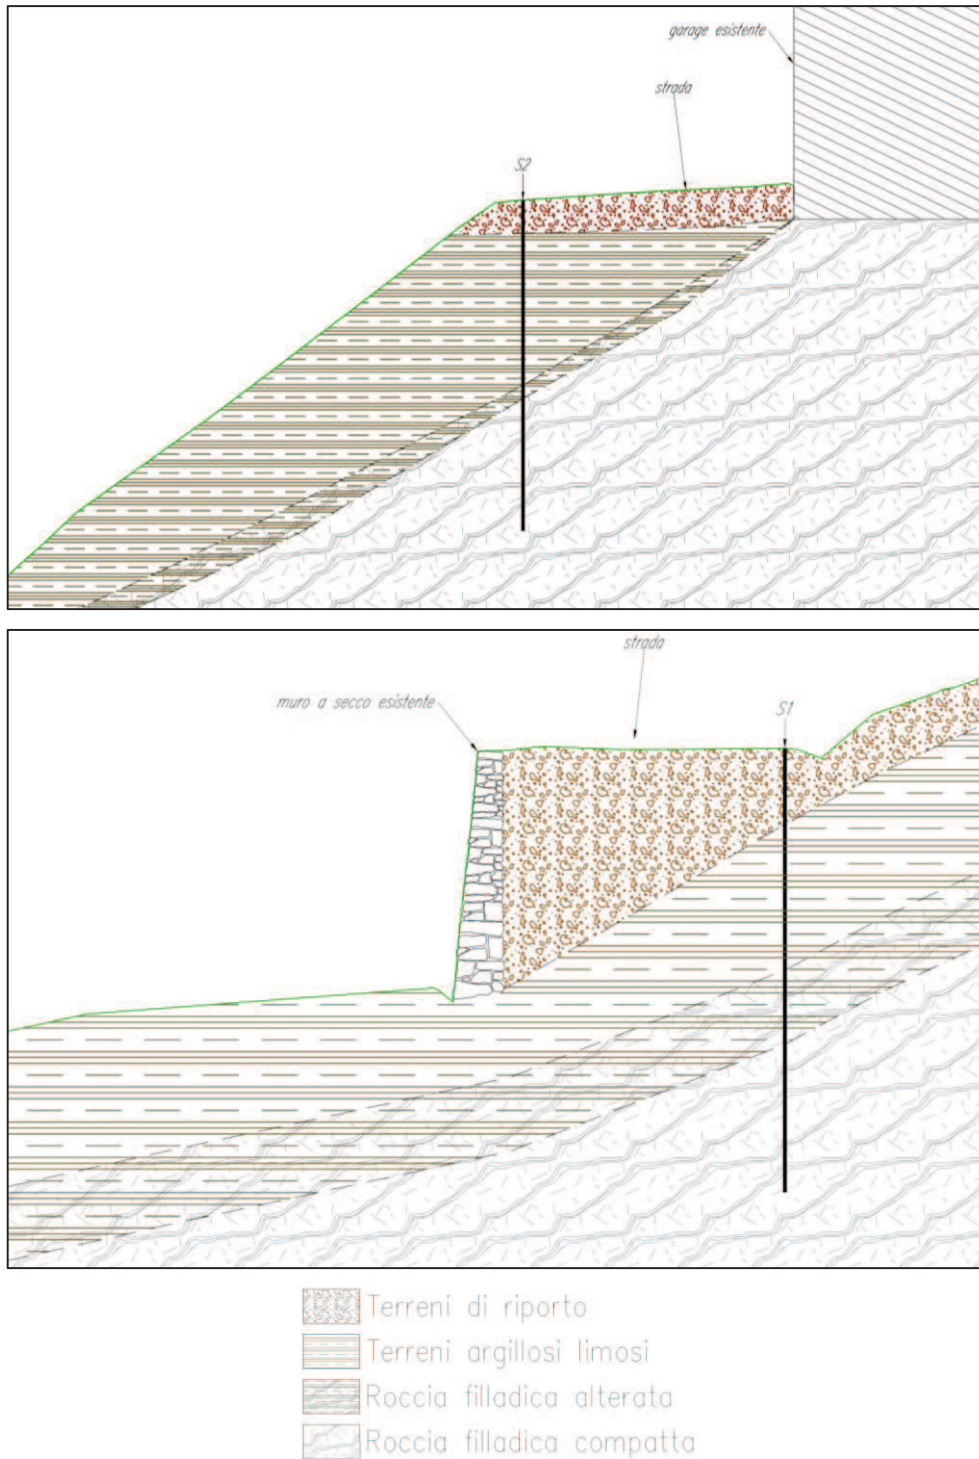 garage esistente
strada
S2
strada
muro a secco esistente
S1
Terreni di riporto
Terreni argillosi limosi
Roccia filladica alterata
Roccia filladica compatta